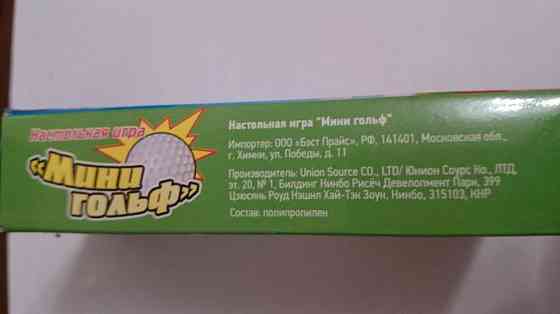 Настольная игра
«Мини
гольф»
Настольная игра "Мини гольф"
Импортер: ООО «Бэст Прайс», РФ, 141401, Московская обл.,
г. Химки, ул. Победы, д. 11
Производитель: Union Source CO., LTD/ Юнион Соурс Ко., ЛТД,
эт. 20, № 1, Билдинг Нинбо Рисёч Девелопмент Парк, 399
Цзюсянь Роуд Нэшнл Хай-Тэк Зоун, Нинбо, 315103, КНР
Состав: полипропилен